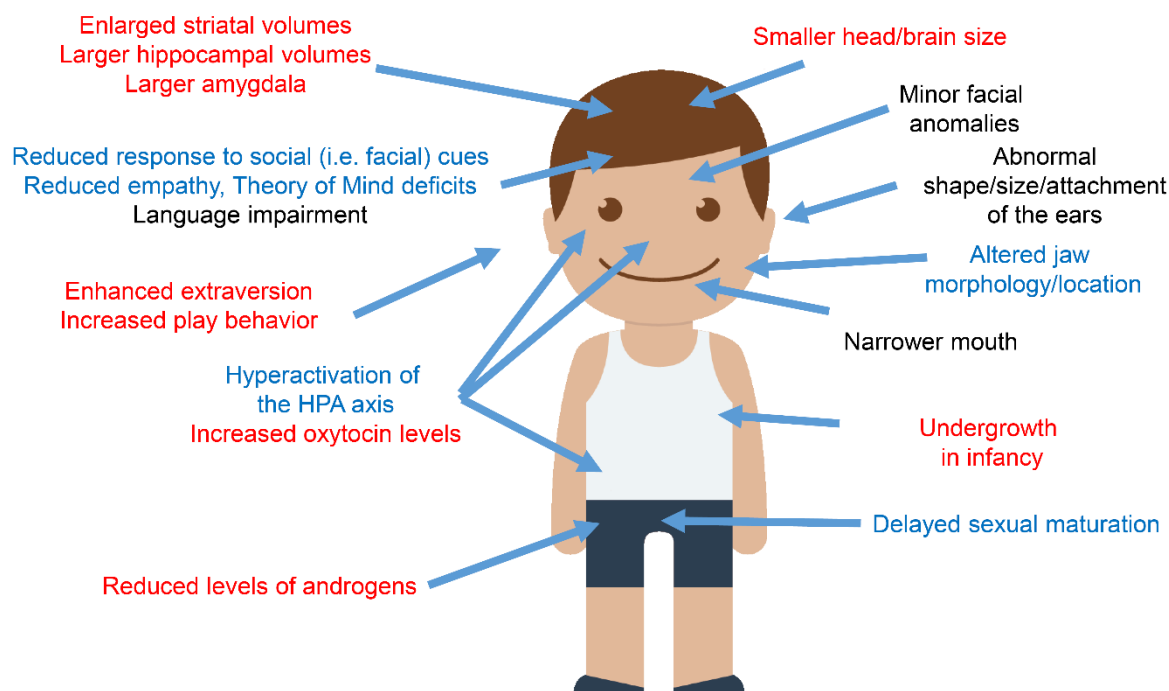 Enlarged striatal volumes
Larger hippocampal volumes
Larger amygdala
Smaller head/brain size
Minor facial
anomalies
Reduced response to social (i.e. facial) cues
Reduced empathy, Theory of Mind deficits
Language impairment
Abnormal
shape/size/attachment
of the ears
Altered jaw
morphology/location
Enhanced extraversion
Increased play behavior
Narrower mouth
Hyperactivation of
the HPA axis
Increased oxytocin levels
Undergrowth
in infancy
Delayed sexual maturation
Reduced levels of androgens